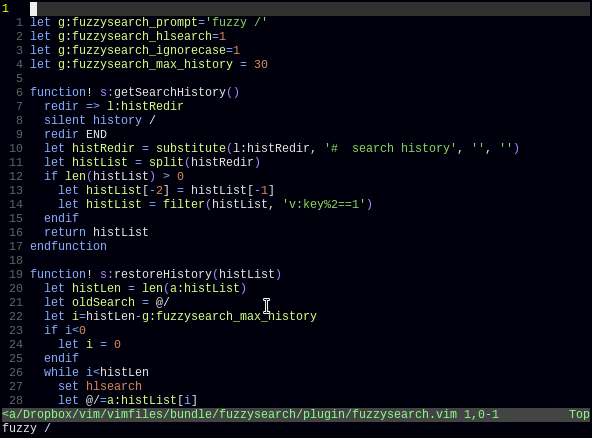 1
1 let g:fuzzysearch_prompt='fuzzy /'
2 let g:fuzzysearch_hlsearch=1
3 let g:fuzzysearch_ignorecase=1
4 let g:fuzzysearch_max_history = 30
5
6 function! s:getSearchHistory()
7   redir => l:histRedir
8   silent history /
9   redir END
10   let histRedir = substitute(l:histRedir, '#  search history', '', '')
11   let histList = split(histRedir)
12   if len(histList) > 0
13     let histList[-2] = histList[-1]
14     let histList = filter(histList, 'v:key%2==1')
15   endif
16   return histList
17 endfunction
18
19 function! s:restoreHistory(histList)
20   let histLen = len(a:histList)
21   let oldSearch = @/
22   let i=histLen-g:fuzzysearch_max_history
23   if i<0
24     let i = 0
25   endif
26   while i<histLen
27     set hlsearch
28     let @/=a:histList[i]
<a/Dropbox/vim/vimfiles/bundle/fuzzysearch/plugin/fuzzysearch.vim 1,0-1 Top
fuzzy /